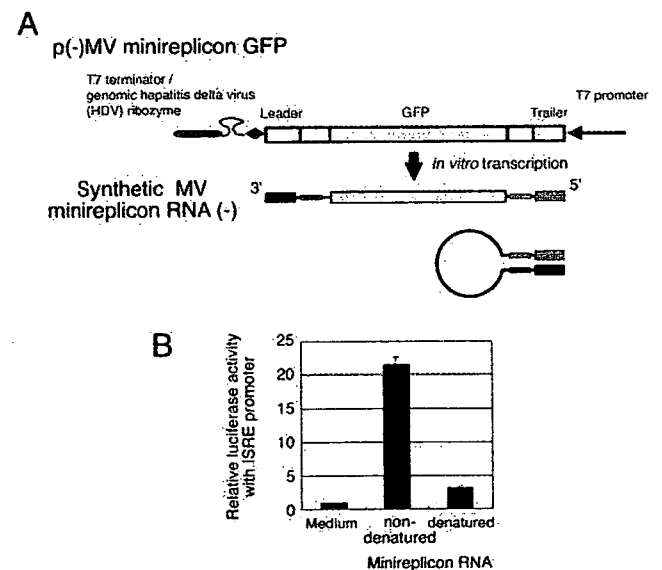 A
p(-)MV minireplicon GFP
T7 terminator /
genomic hepatitis delta virus
(HDV) ribozyme
Leader
GFP
Trailer
T7 promoter
In vitro transcription
Synthetic MV
minireplicon RNA (-)
3'
5'
B
Relative luciferase activity
with ISRE promoter
25
20
15
10
5
0
Medium
non-
denatured
denatured
Minireplicon RNA